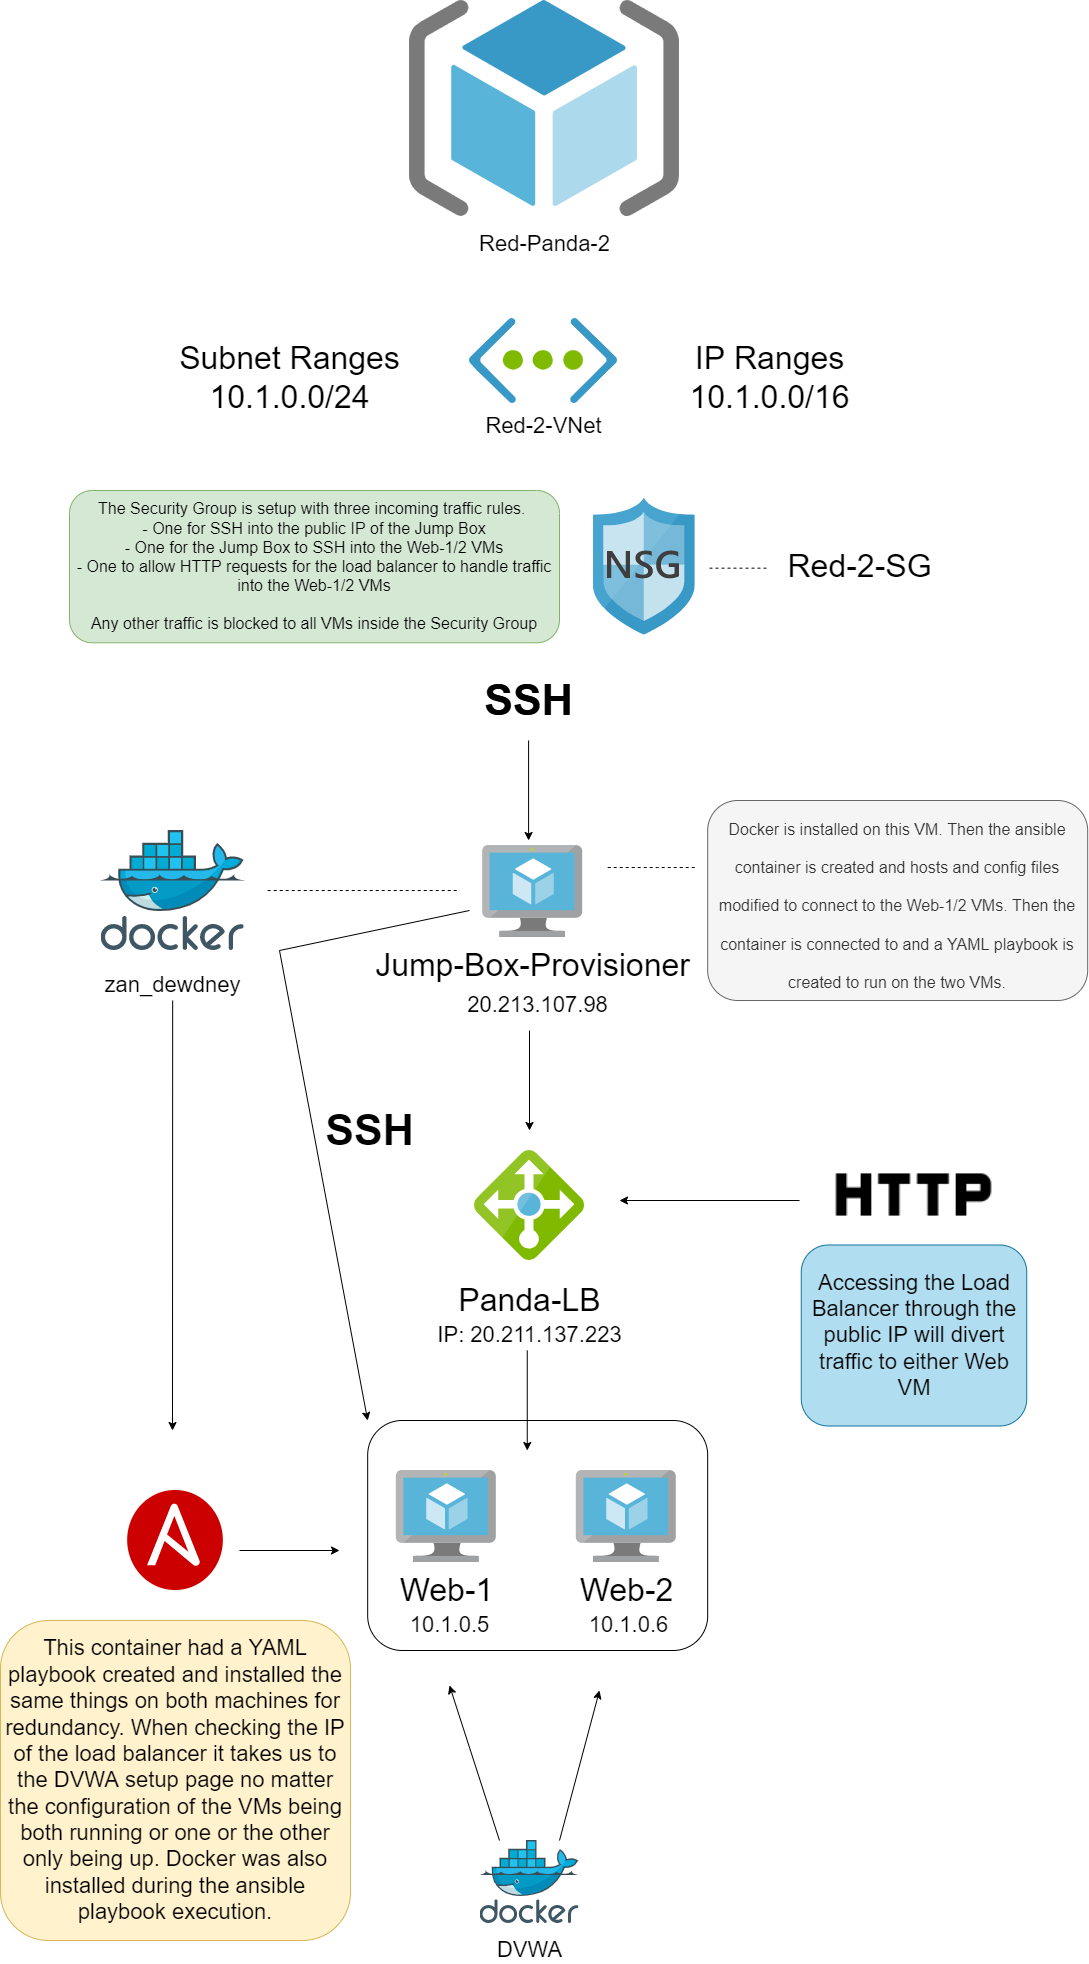 Red-Panda-2
Subnet Ranges
10.1.0.0/24
Red-2-VNet
IP Ranges
10.1.0.0/16
The Security Group is setup with three incoming traffic rules.
- One for SSH into the public IP of the Jump Box
- One for the Jump Box to SSH into the Web-1/2 VMs
- One to allow HTTP requests for the load balancer to handle traffic
into the Web-1/2 VMs
Any other traffic is blocked to all VMs inside the Security Group
NSG
Red-2-SG
SSH
docker
zan_dewdney
Jump-Box-Provisioner
20.213.107.98
Docker is installed on this VM. Then the ansible
container is created and hosts and config files
modified to connect to the Web-1/2 VMs. Then the
container is connected to and a YAML playbook is
created to run on the two VMs.
SSH
Panda-LB
IP: 20.211.137.223
HTTP
Accessing the Load
Balancer through the
public IP will divert
traffic to either Web
VM
Web-1
10.1.0.5
Web-2
10.1.0.6
This container had a YAML
playbook created and installed the
same things on both machines for
redundancy. When checking the IP
of the load balancer it takes us to
the DVWA setup page no matter
the configuration of the VMs being
both running or one or the other
only being up. Docker was also
installed during the ansible
playbook execution.
docker
DVWA